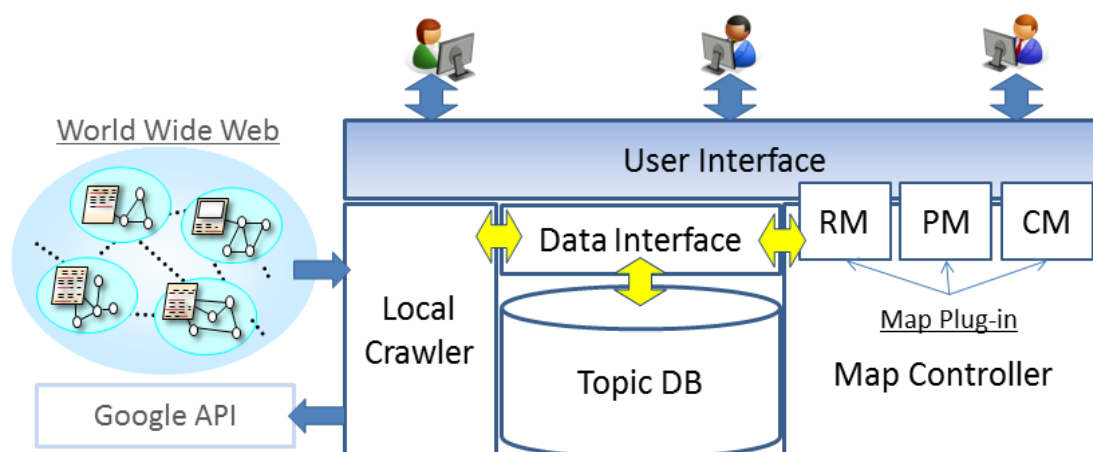 World Wide Web
User Interface
RM
PM
CM
Data Interface
Local
Crawler
Map Plug-in
Topic DB
Map Controller
Google API